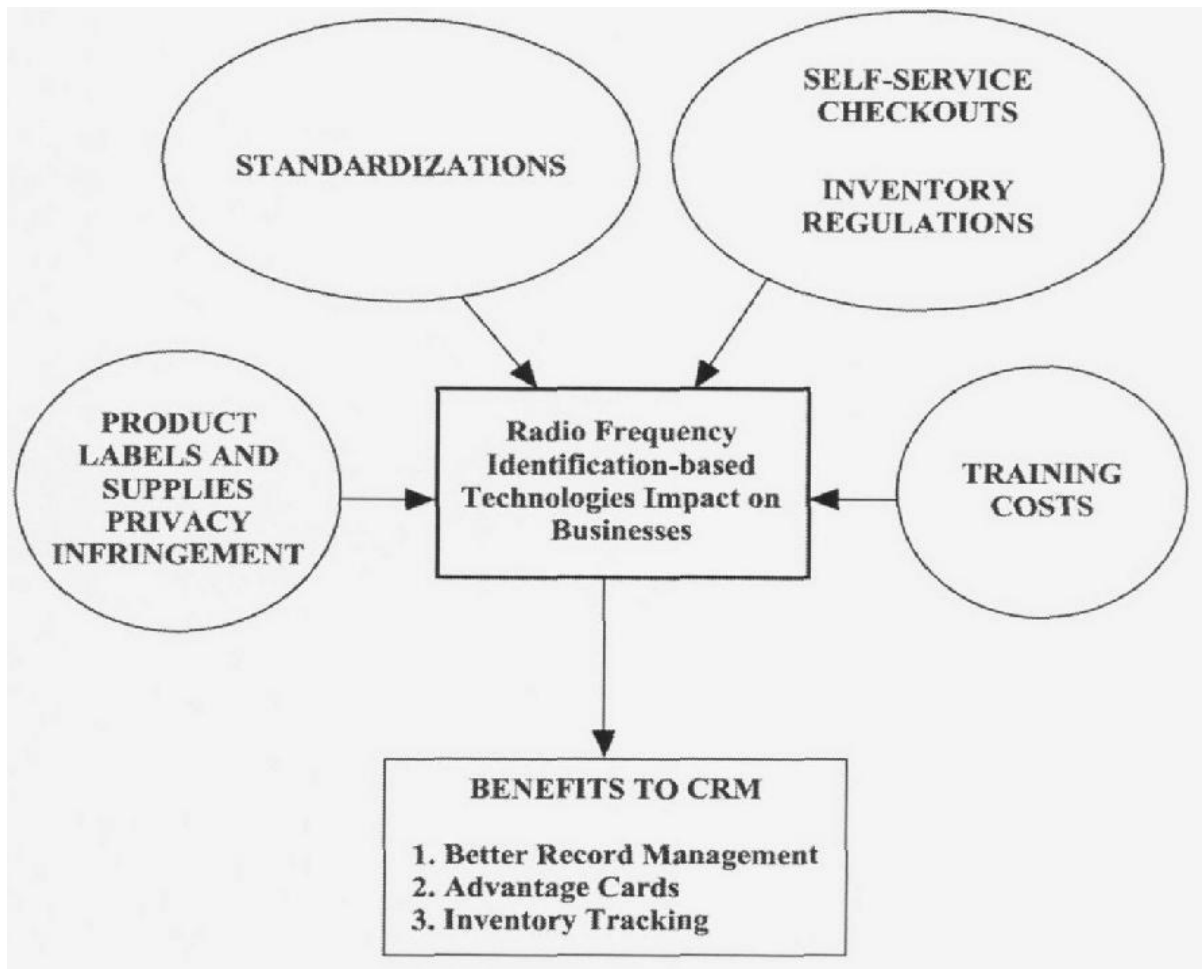 STANDARDIZATIONS
SELF-SERVICE
CHECKOUTS
INVENTORY
REGULATIONS
PRODUCT
LABELS AND
SUPPLIES
PRIVACY
INFRINGEMENT
Radio Frequency
Identification-based
Technologies Impact on
Businesses
TRAINING
COSTS
BENEFITS TO CRM
1. Better Record Management
2. Advantage Cards
3. Inventory Tracking